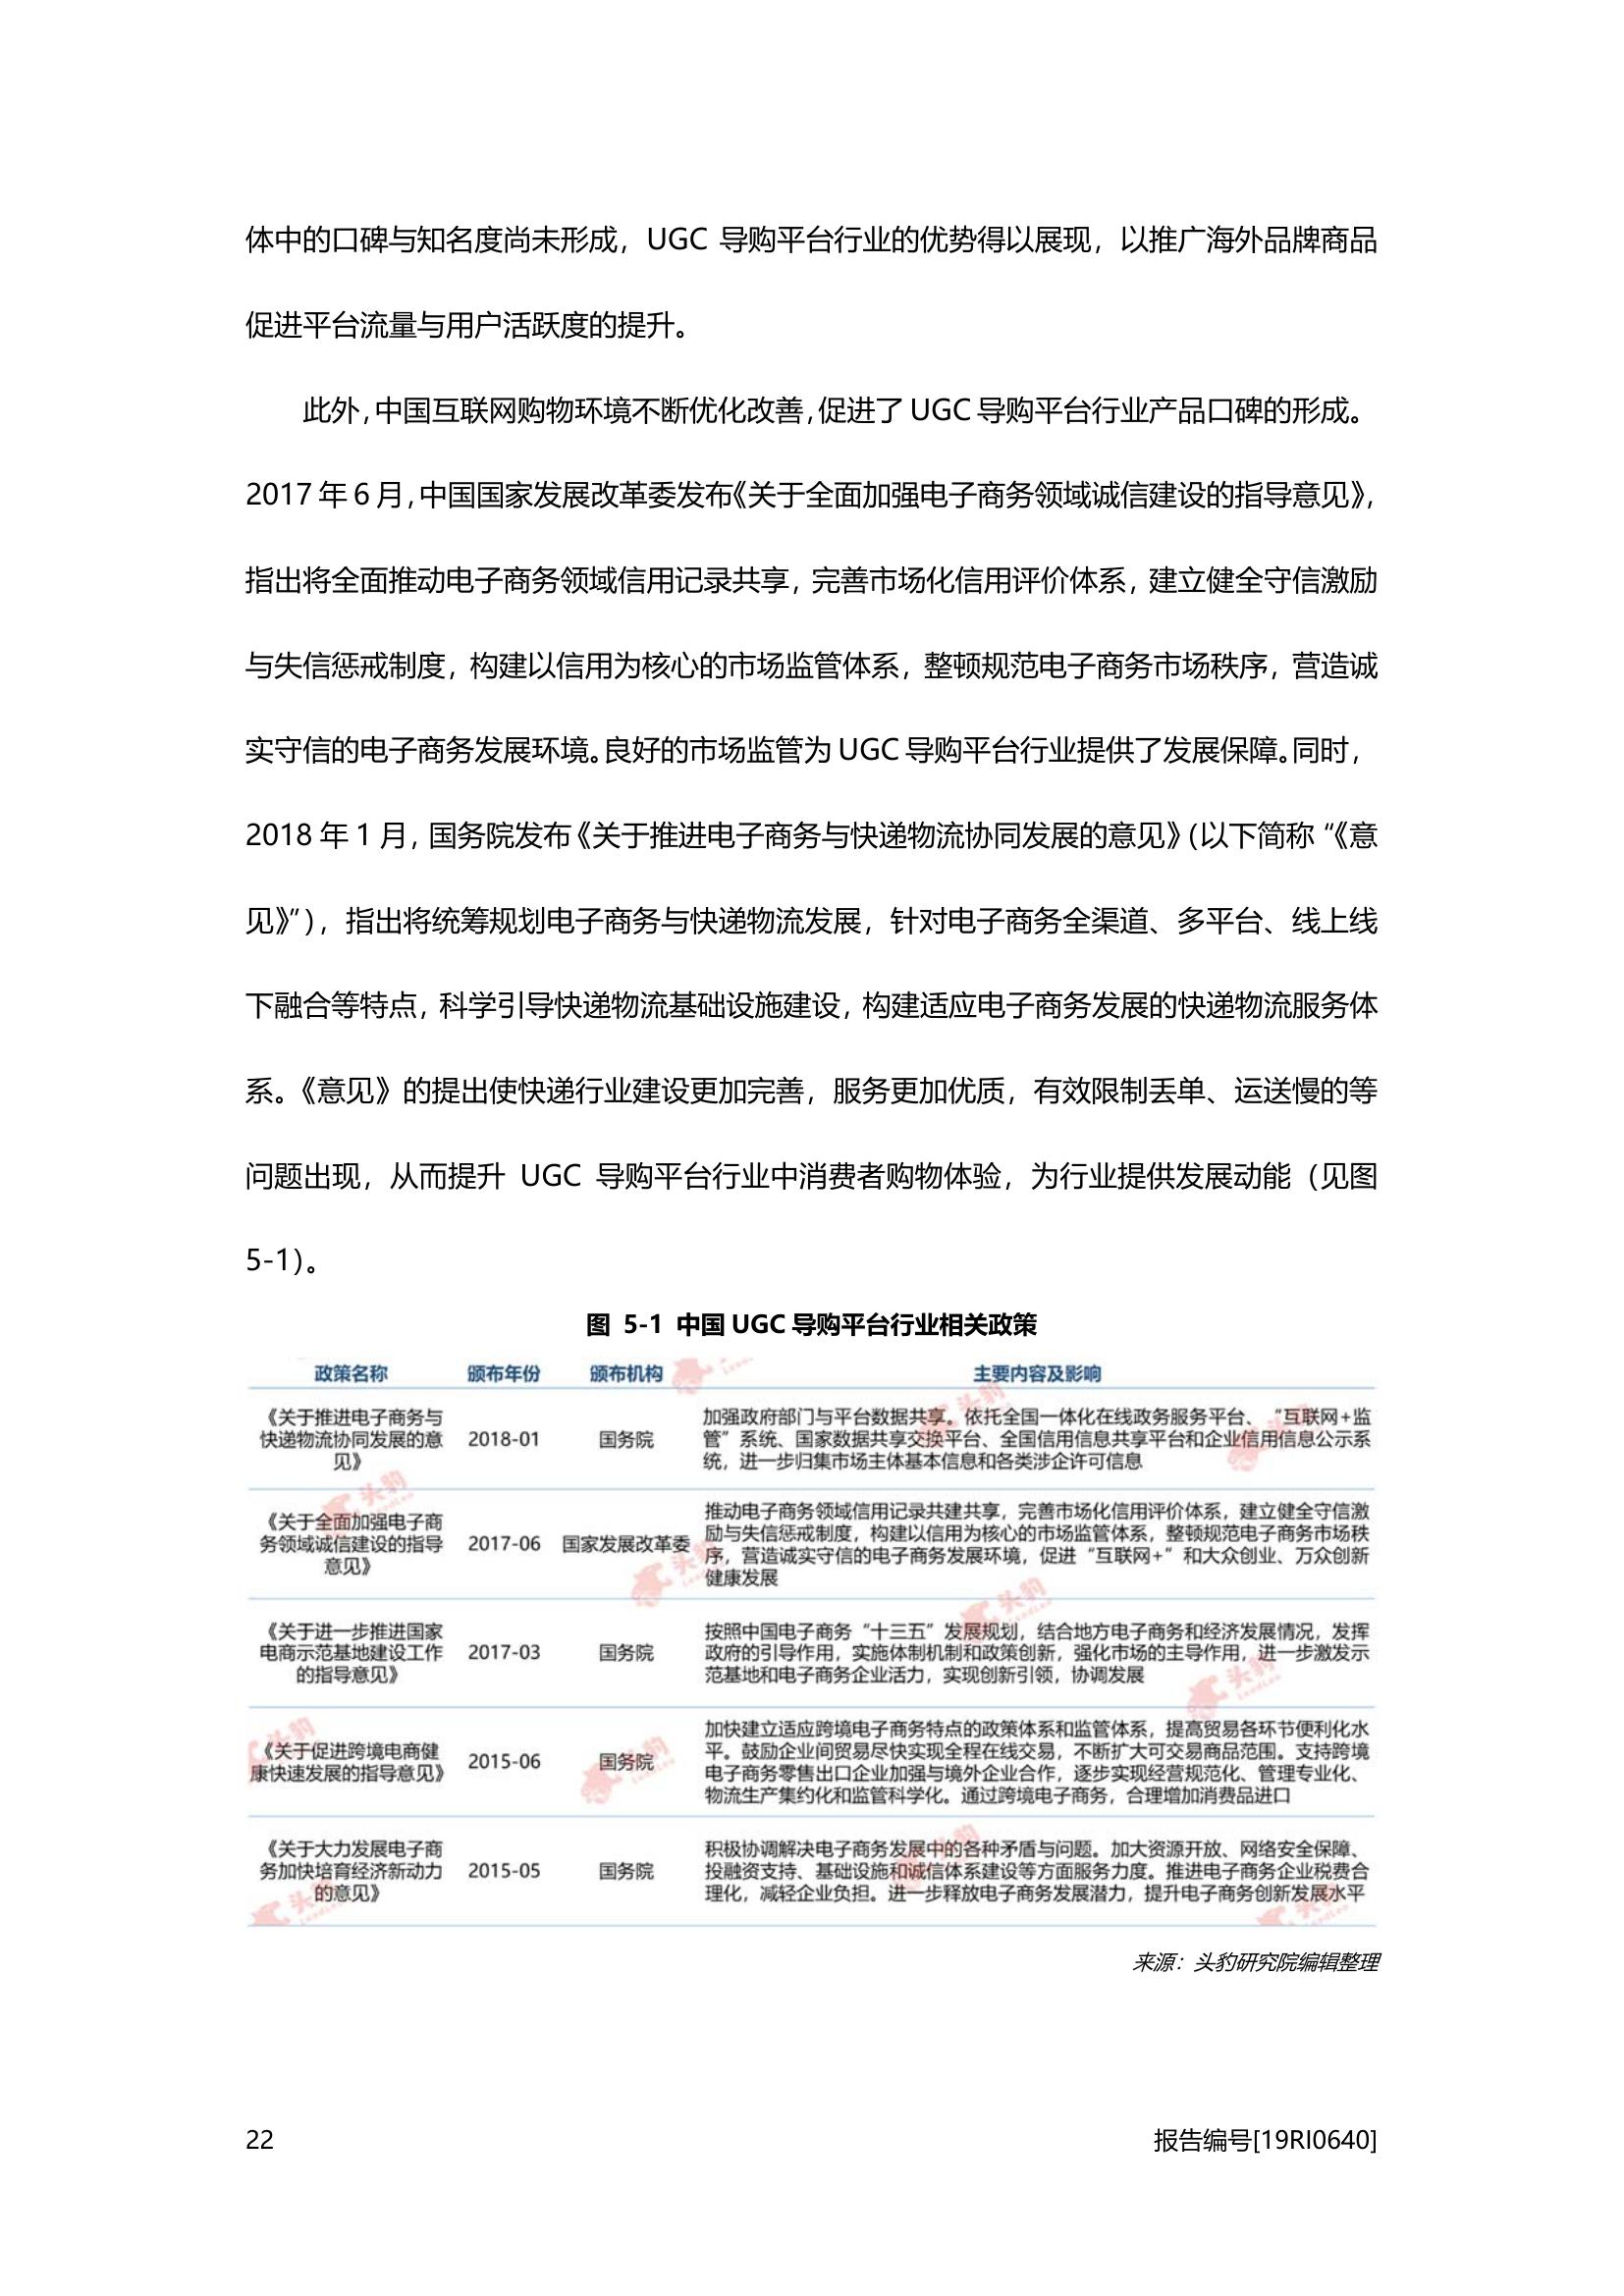 体中的口碑与知名度尚未形成，UGC 导购平台行业的优势得以展现，以推广海外品牌商品
促进平台流量与用户活跃度的提升。
此外，中国互联网购物环境不断优化改善，促进了 UGC 导购平台行业产品口碑的形成。
2017 年 6 月，中国国家发展改革委发布《关于全面加强电子商务领域诚信建设的指导意见》，
指出将全面推动电子商务领域信用记录共享，完善市场化信用评价体系，建立健全守信激励
与失信惩戒制度，构建以信用为核心的市场监管体系，整顿规范电子商务市场秩序，营造诚
实守信的电子商务发展环境。良好的市场监管为 UGC 导购平台行业提供了发展保障。同时，
2018 年 1 月，国务院发布《关于推进电子商务与快递物流协同发展的意见》（以下简称“《意
见》”），指出将统筹规划电子商务与快递物流发展，针对电子商务全渠道、多平台、线上线
下融合等特点，科学引导快递物流基础设施建设，构建适应电子商务发展的快递物流服务体
系。《意见》的提出使快递行业建设更加完善，服务更加优质，有效限制丢单、运送慢的等
问题出现，从而提升 UGC 导购平台行业中消费者购物体验，为行业提供发展动能（见图
5-1）。
图 5-1 中国 UGC 导购平台行业相关政策
政策名称 颁布年份 颁布机构 主要内容及影响
《关于推进电子商务与
快递物流协同发展的意
见》
2018-01
国务院
加强政府部门与平台数据共享。依托全国一体化在线政务服务平台、“互联网+监
管”系统、国家数据共享交换平台、全国信用信息共享平台和企业信用信息公示系
统，进一步归集市场主体基本信息和各类涉企许可信息
《关于全面加强电子商
务领域诚信建设的指导
意见》
2017-06
国家发展改革委
推动电子商务领域信用记录共建共享，完善市场化信用评价体系，建立健全守信激
励与失信惩戒制度，构建以信用为核心的市场监管体系，整顿规范电子商务市场秩
序，营造诚实守信的电子商务发展环境，促进“互联网+”和大众创业、万众创新
健康发展
《关于进一步推进国家
电商示范基地建设工作
的指导意见》
2017-03
国务院
按照中国电子商务“十三五”发展规划，结合地方电子商务和经济发展情况，发挥
政府的引导作用，实施体制机制和政策创新，强化市场的主导作用，进一步激发示
范基地和电子商务企业活力，实现创新引领，协调发展
《关于促进跨境电商健
康快速发展的指导意见》
2015-06
国务院
加快建立适应跨境电子商务特点的政策体系和监管体系，提高贸易各环节便利化水
平。鼓励企业间贸易尽快实现全程在线交易，不断扩大可交易商品范围。支持跨境
电子商务零售出口企业加强与境外企业合作，逐步实现经营规范化、管理专业化、
物流生产集约化和监管科学化。通过跨境电子商务，合理增加消费品进口
《关于大力发展电子商
务加快培育经济新动力
的意见》
2015-05
国务院
积极协调解决电子商务发展中的各种矛盾与问题。加大资源开放、网络安全保障、
投融资支持、基础设施和诚信体系建设等方面服务力度。推进电子商务企业税费合
理化，减轻企业负担。进一步释放电子商务发展潜力，提升电子商务创新发展水平
来源：头豹研究院编辑整理
22
报告编号[19RI0640]